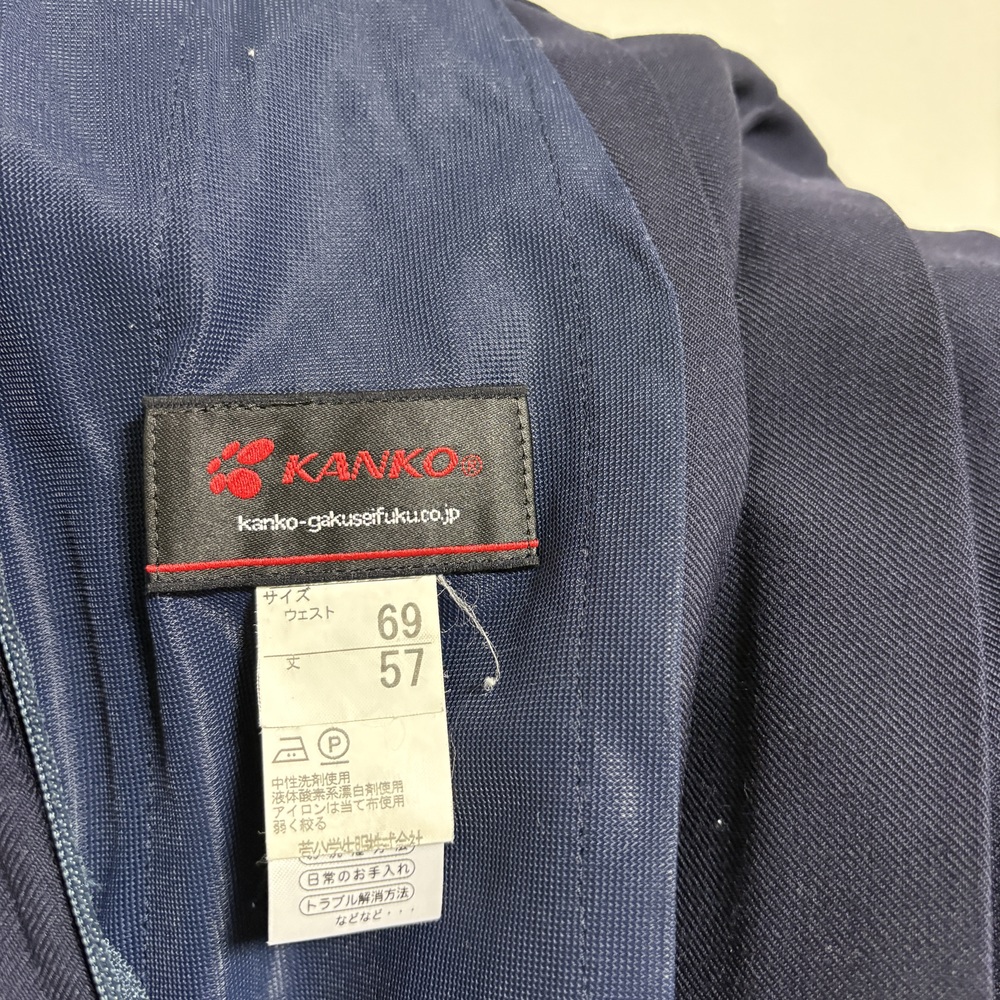 KANKO®
kanko-gakuseifuku.co.jp
サイズ
ウェスト 69
丈 57
P
中性洗剤使用
液体酸素系漂白剤使用
アイロンは当て布使用
弱く絞る
日常のお手入れ
トラブル解消方法
などなど・・・